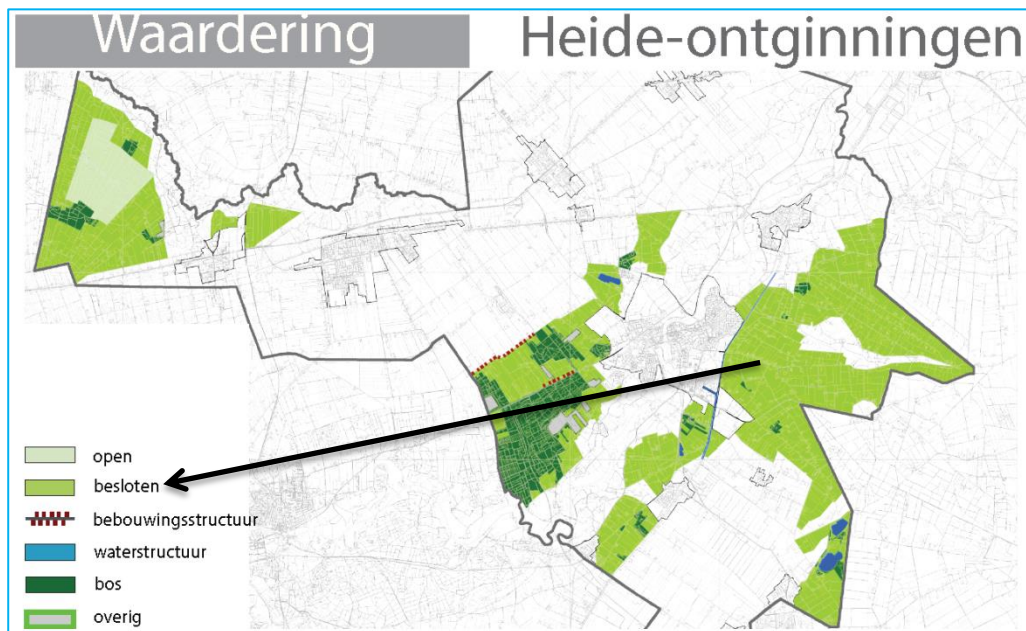 Waardering
Heide-ontginningen
open
besloten
bebouwingsstructuur
waterstructuur
bos
overig